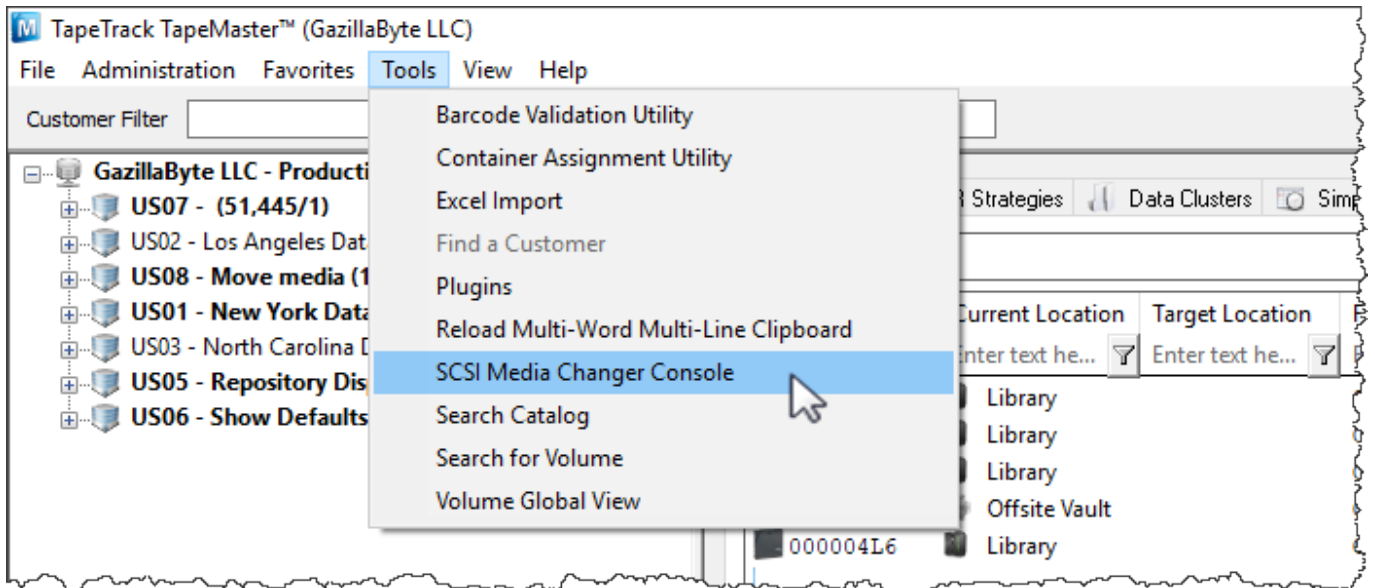 TapeTrack TapeMaster™ (GazillaByte LLC)
File Administration Favorites Tools View Help
Customer Filter
GazillaByte LLC - Producti
US07 - (51,445/1)
US02 - Los Angeles Dat
US08 - Move media (1
US01 - New York Data
US03 - North Carolina D
US05 - Repository Dis
US06 - Show Defaults
Barcode Validation Utility
Container Assignment Utility
Excel Import
Find a Customer
Plugins
Reload Multi-Word Multi-Line Clipboard
SCSI Media Changer Console
Search Catalog
Search for Volume
Volume Global View
Strategies Data Clusters Simp
Current Location Target Location
Enter text he... Enter text he...
Library
Library
Library
Offsite Vault
000004L6 Library